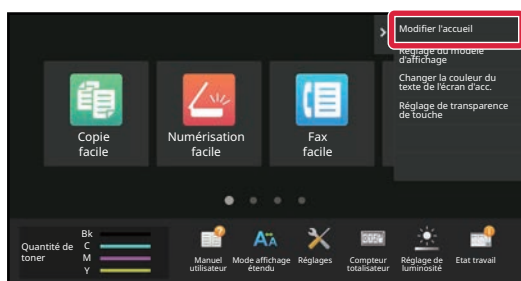 Modifier l'accueil
Réglage du modèle
d'affichage
Changer la couleur du
texte de l'écran d'acc.
Réglage de transparence
de touche
Copie
facile
Numérisation
facile
Fax
facile
Quantité de
toner
Bk
C
M
Y
Manuel
utilisateur
Mode affichage
étendu
Réglages
Compteur
totalisateur
Réglage de
luminosité
Etat travail